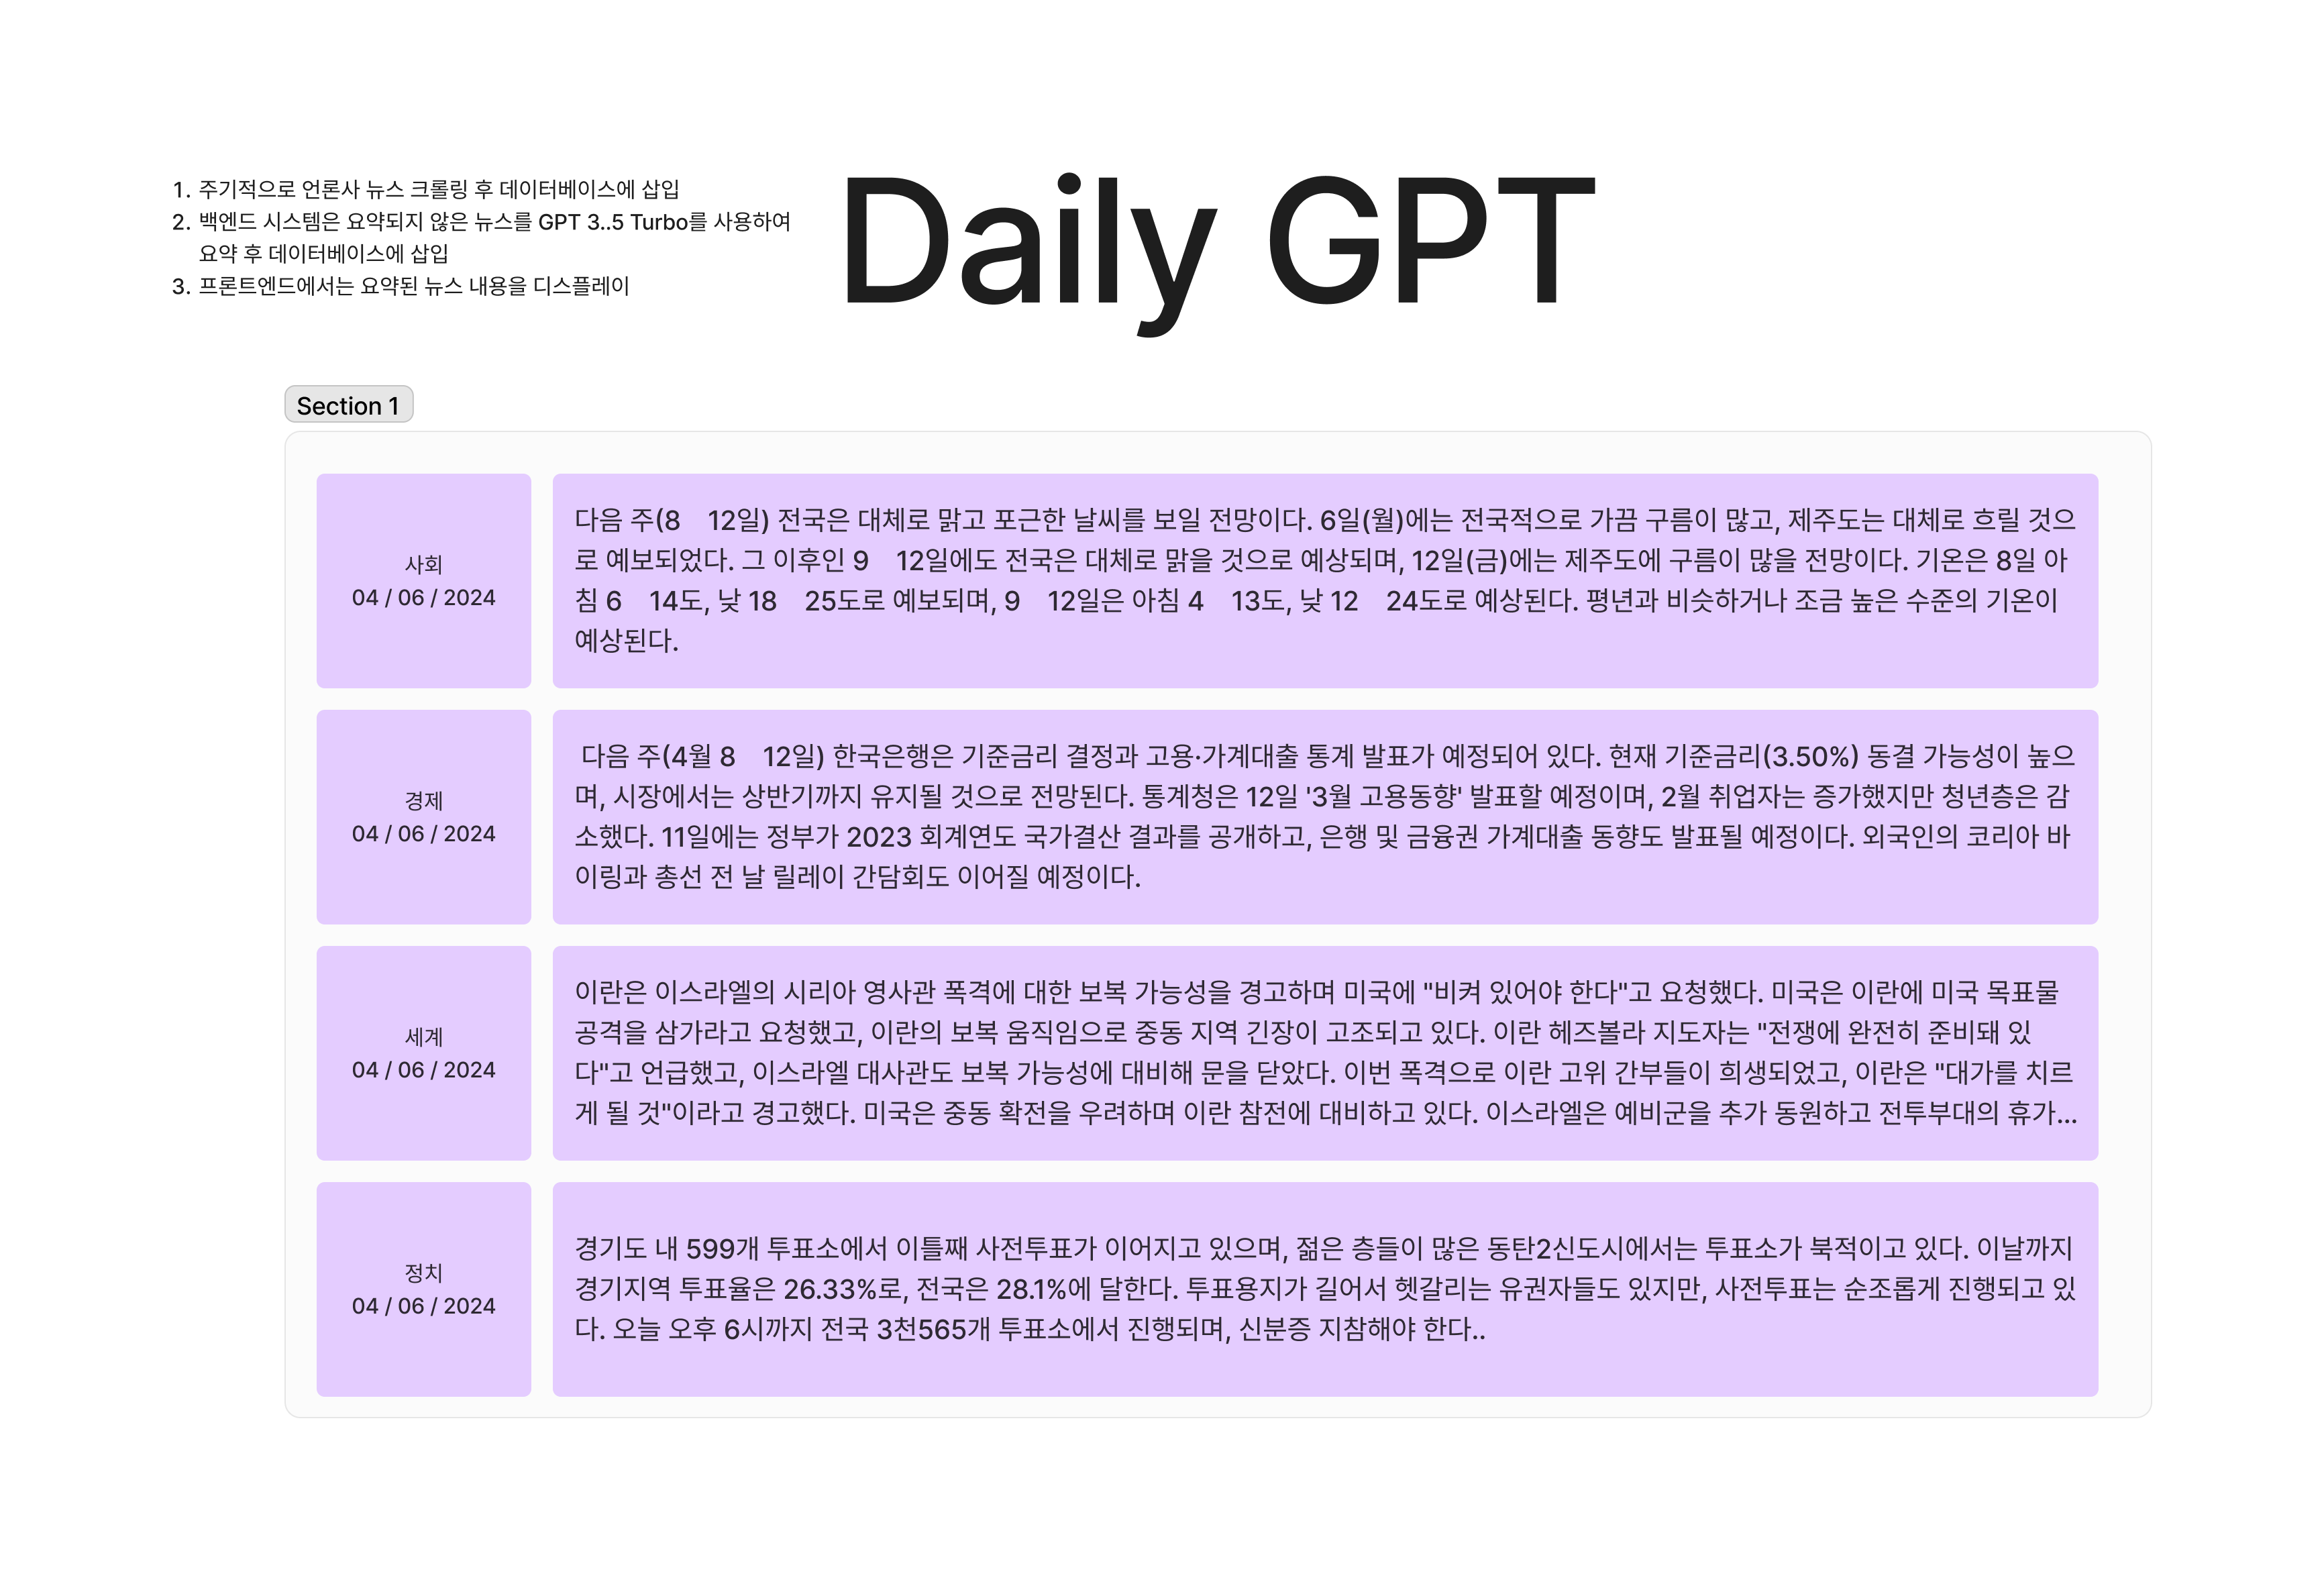 1. 주기적으로 언론사 뉴스 크롤링 후 데이터베이스에 삽입
2. 백엔드 시스템은 요약되지 않은 뉴스를 GPT 3..5 Turbo를 사용하여
요약 후 데이터베이스에 삽입
3. 프론트엔드에서는 요약된 뉴스 내용을 디스플레이
Daily GPT
Section 1
사회
04 / 06 / 2024
다음 주(8 12일) 전국은 대체로 맑고 포근한 날씨를 보일 전망이다. 6일(월)에는 전국적으로 가끔 구름이 많고, 제주도는 대체로 흐릴 것으
로 예보되었다. 그 이후인 9 12일에도 전국은 대체로 맑을 것으로 예상되며, 12일(금)에는 제주도에 구름이 많을 전망이다. 기온은 8일 아
침 6 14도, 낮 18 25도로 예보되며, 9 12일은 아침 4 13도, 낮 12 24도로 예상된다. 평년과 비슷하거나 조금 높은 수준의 기온이
예상된다.
경제
04 / 06 / 2024
다음 주(4월 8 12일) 한국은행은 기준금리 결정과 고용·가계대출 통계 발표가 예정되어 있다. 현재 기준금리(3.50%) 동결 가능성이 높으
며, 시장에서는 상반기까지 유지될 것으로 전망된다. 통계청은 12일 '3월 고용동향' 발표할 예정이며, 2월 취업자는 증가했지만 청년층은 감
소했다. 11일에는 정부가 2023 회계연도 국가결산 결과를 공개하고, 은행 및 금융권 가계대출 동향도 발표될 예정이다. 외국인의 코리아 바
이링과 총선 전 날 릴레이 간담회도 이어질 예정이다.
세계
04 / 06 / 2024
이란은 이스라엘의 시리아 영사관 폭격에 대한 보복 가능성을 경고하며 미국에 "비켜 있어야 한다"고 요청했다. 미국은 이란에 미국 목표물
공격을 삼가라고 요청했고, 이란의 보복 움직임으로 중동 지역 긴장이 고조되고 있다. 이란 헤즈볼라 지도자는 "전쟁에 완전히 준비돼 있
다"고 언급했고, 이스라엘 대사관도 보복 가능성에 대비해 문을 닫았다. 이번 폭격으로 이란 고위 간부들이 희생되었고, 이란은 "대가를 치르
게 될 것"이라고 경고했다. 미국은 중동 확전을 우려하며 이란 참전에 대비하고 있다. 이스라엘은 예비군을 추가 동원하고 전투부대의 휴가...
정치
04 / 06 / 2024
경기도 내 599개 투표소에서 이틀째 사전투표가 이어지고 있으며, 젊은 층들이 많은 동탄2신도시에서는 투표소가 북적이고 있다. 이날까지
경기지역 투표율은 26.33%로, 전국은 28.1%에 달한다. 투표용지가 길어서 헷갈리는 유권자들도 있지만, 사전투표는 순조롭게 진행되고 있
다. 오늘 오후 6시까지 전국 3천565개 투표소에서 진행되며, 신분증 지참해야 한다..